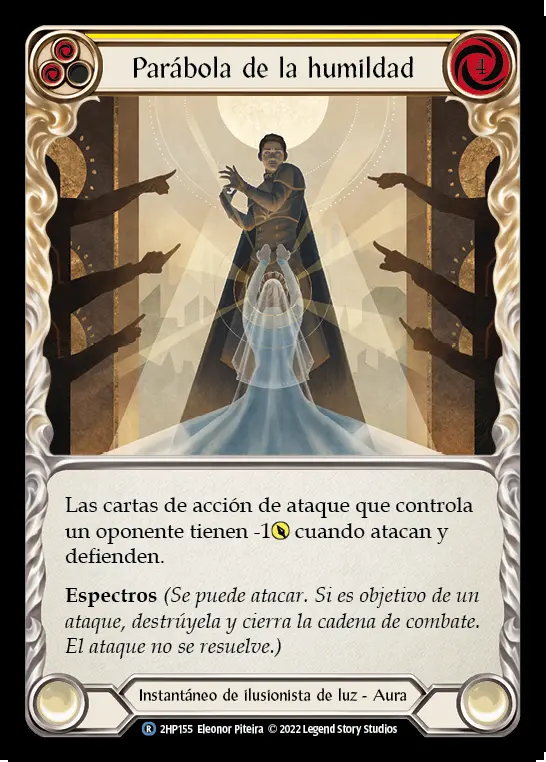 Parábola de la humildad
4
Las cartas de acción de ataque que controla
un oponente tienen -1 cuando atacan y
defienden.
Espectros (Se puede atacar. Si es objetivo de un
ataque, destrúyela y cierra la cadena de combate.
El ataque no se resuelve.)
Instantáneo de ilusionista de luz - Aura
R 2HP155 Eleonor Piteira © 2022 Legend Story Studios